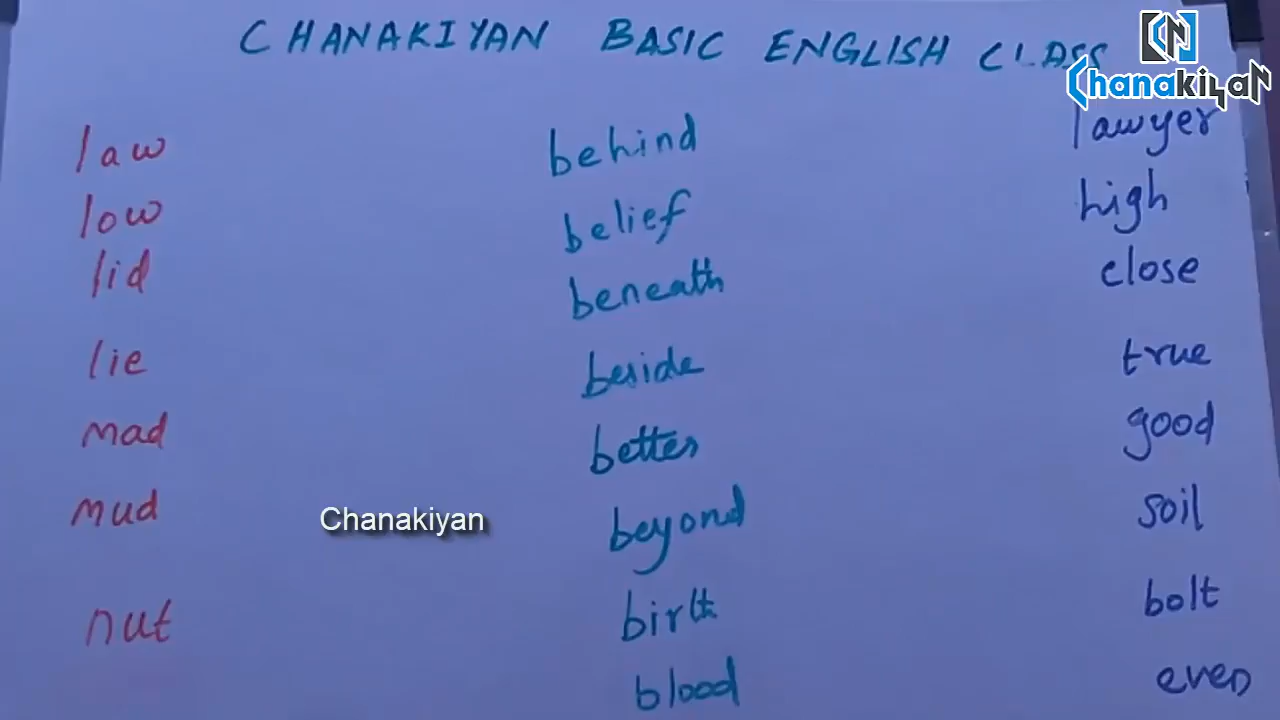 CHANAKIYAN BASIC ENGLISH CLASS
CN
Chanakiyan
law behind lawyer
low belief high
lid beneath close
lie beside true
mad better good
mud beyond soil
Chanakiyan
nut birth bolt
blood even